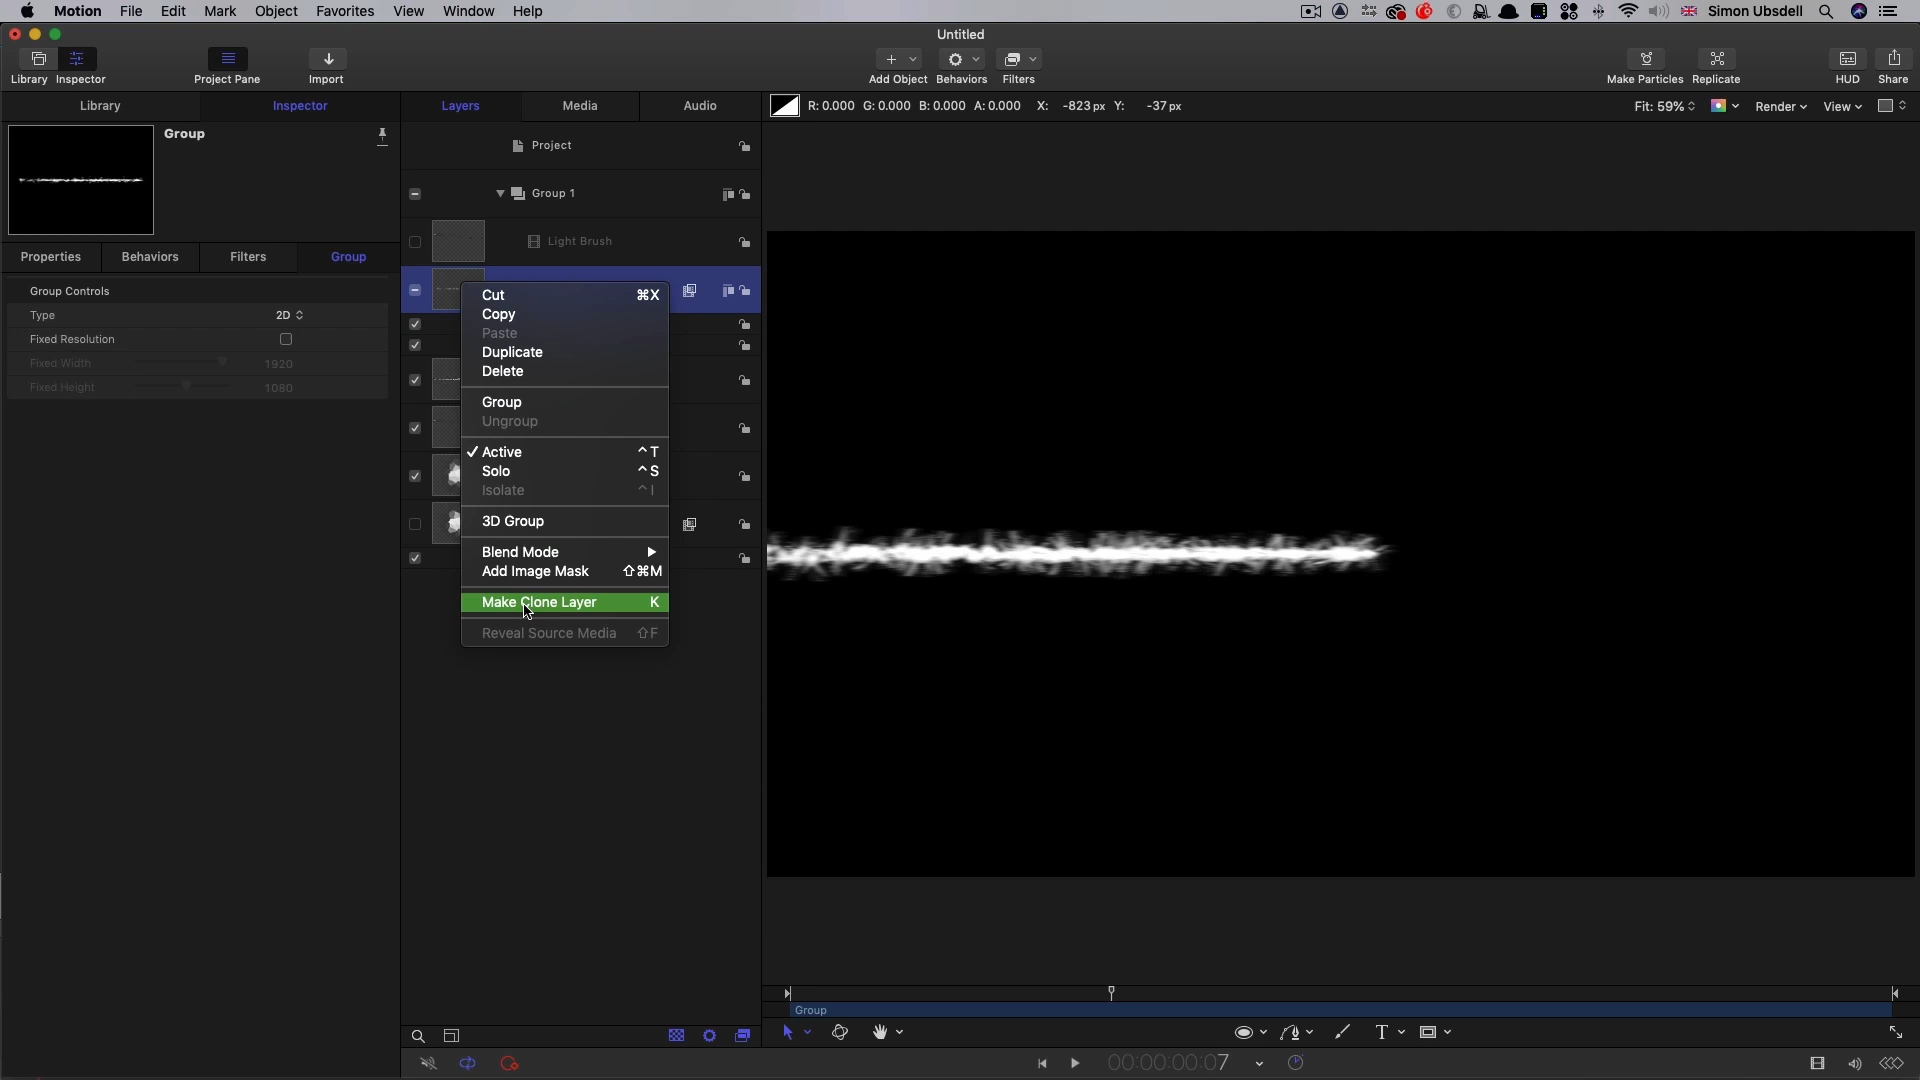 Motion File Edit Mark Object Favorites View Window Help Simon Ubsdell
Untitled
Library Inspector Project Pane Import Add Object Behaviors Filters Make Particles Replicate HUD Share
Library Inspector Layers Media Audio R: 0.000 G: 0.000 B: 0.000 A: 0.000 X: -823 px Y: -37 px Fit: 59% Render View
Group
Project
Group 1
Light Brush
Properties Behaviors Filters Group
Group Controls
Type 2D
Fixed Resolution
Fixed Width 1920
Fixed Height 1080
Cut ⌘X
Copy
Paste
Duplicate
Delete
Group
Ungroup
✓ Active ^T
Solo ^S
Isolate ^I
3D Group
Blend Mode ▶
Add Image Mask ⇧⌘M
Make Clone Layer K
Reveal Source Media ⇧F
Group
T
00:00:00:07